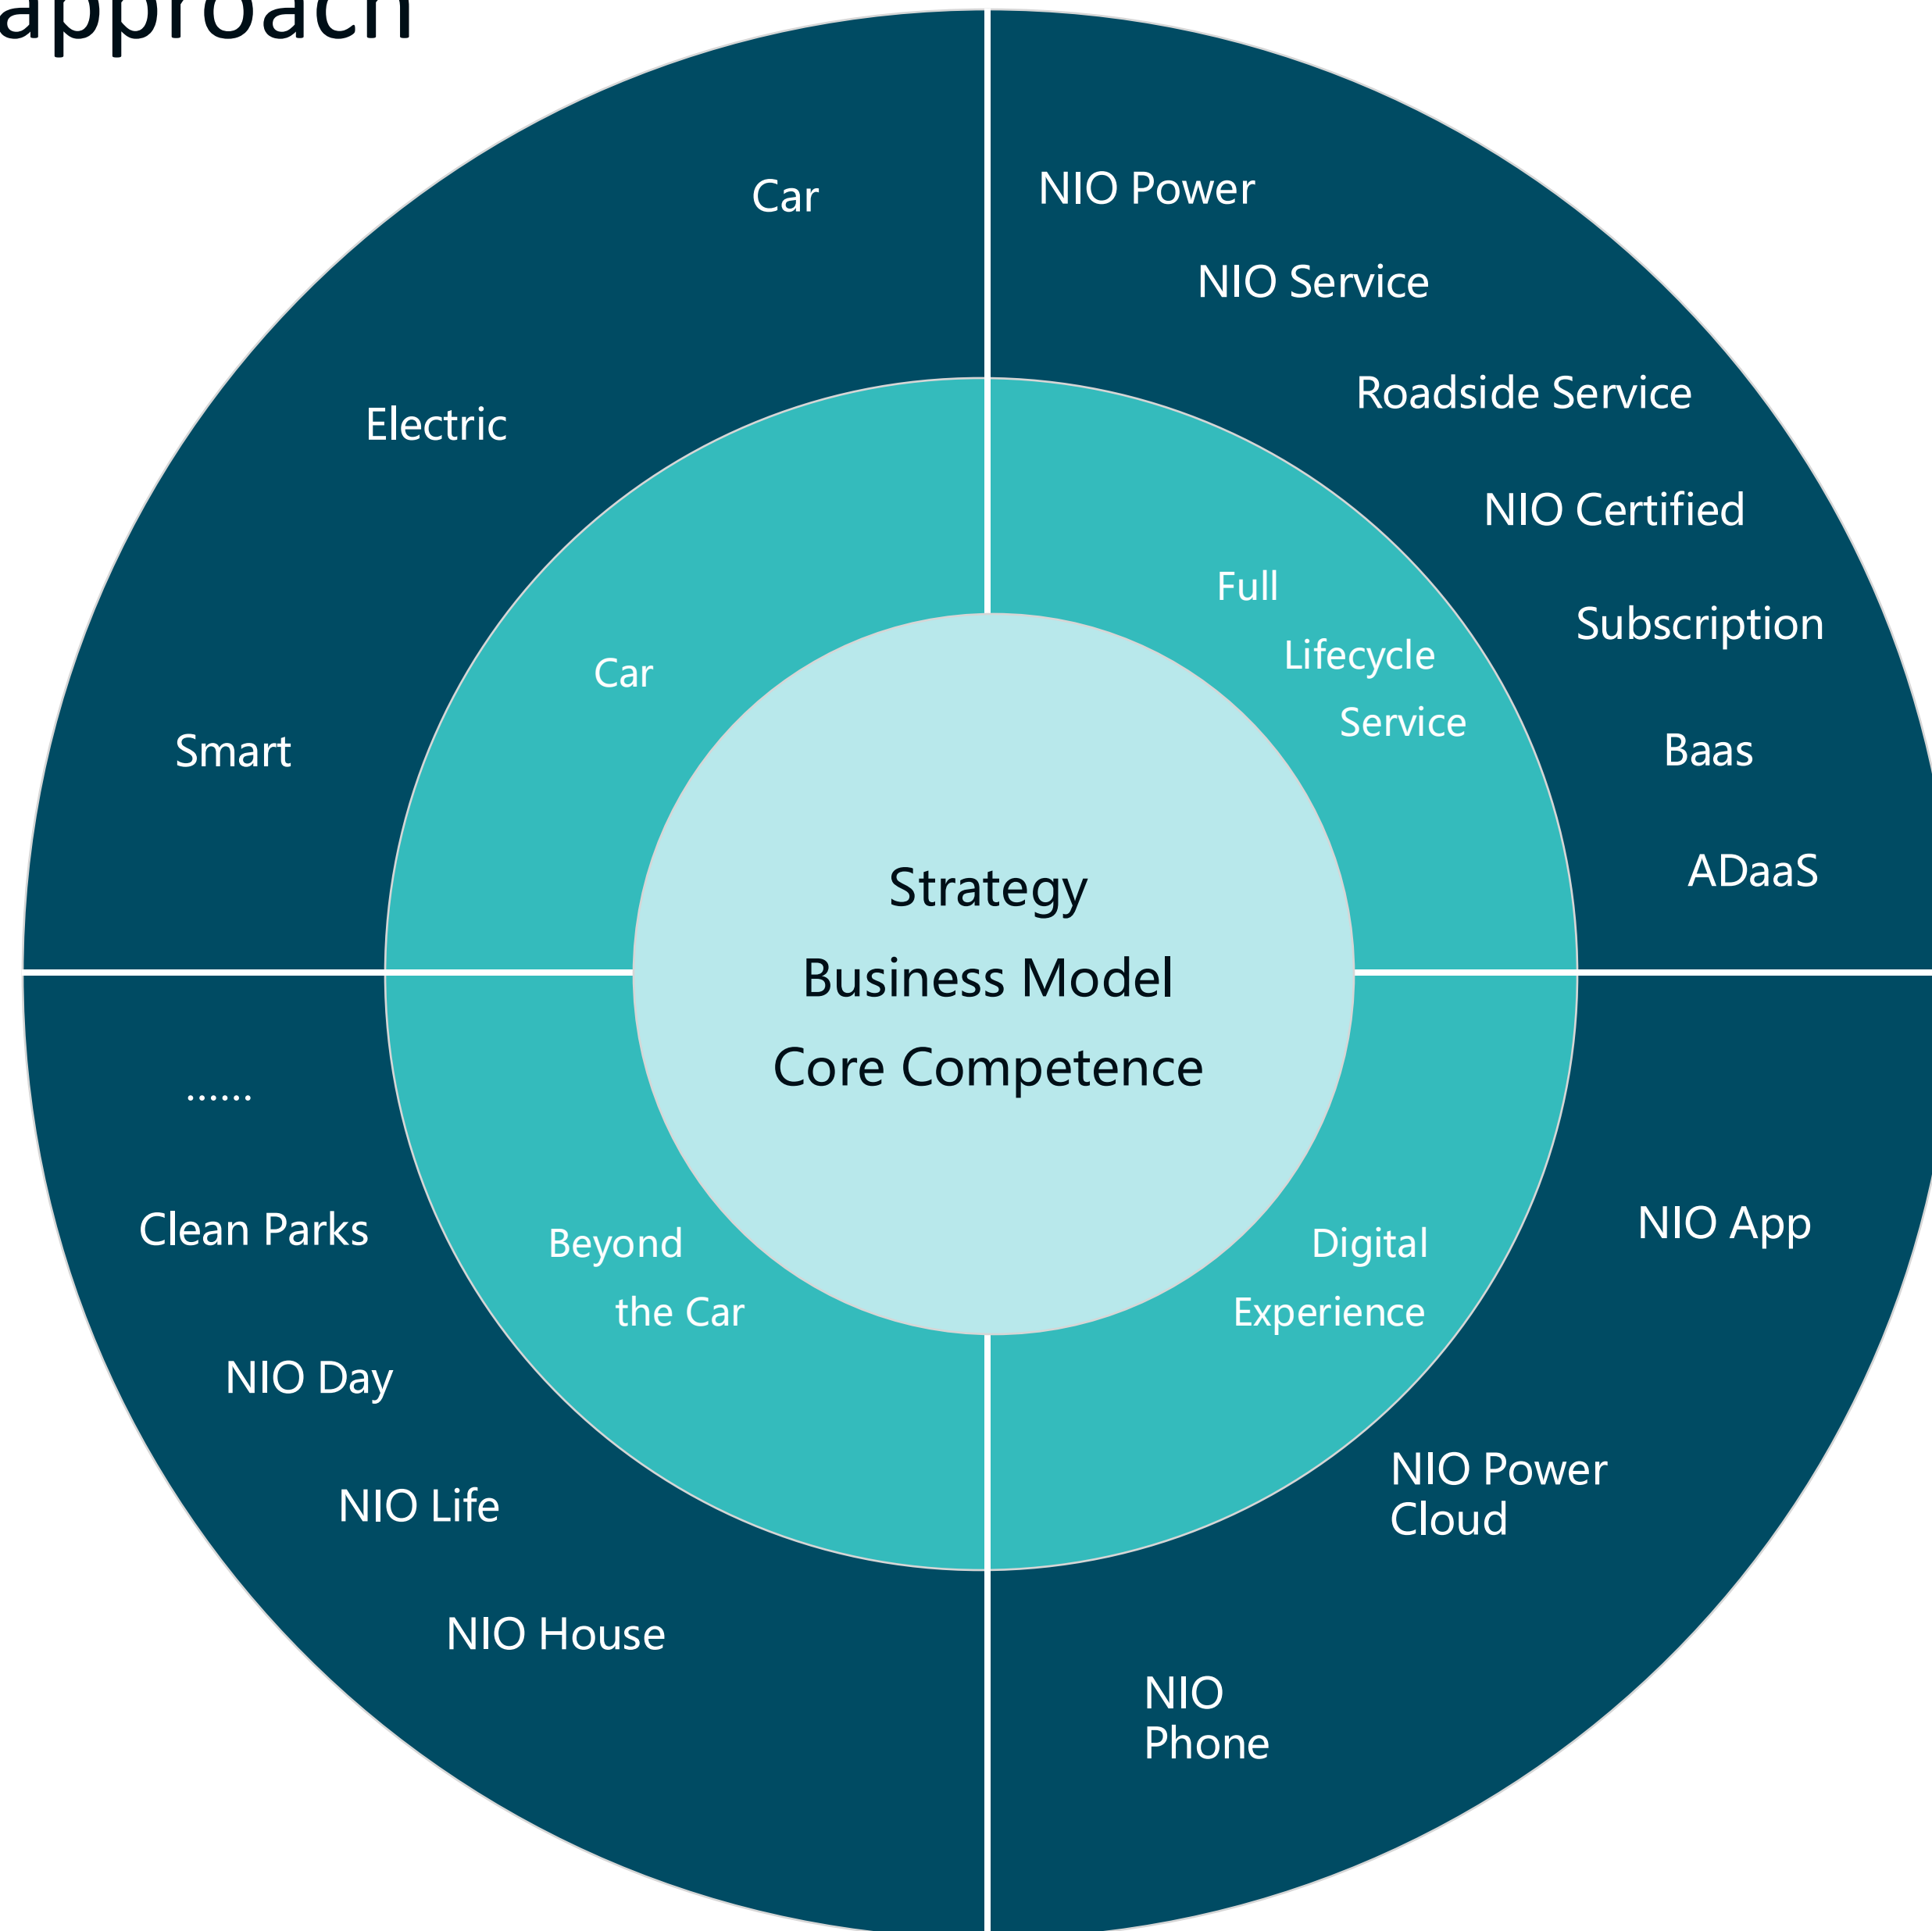 approach
Car
NIO Power
NIO Service
Roadside Service
Electric
NIO Certified
Full
Subscription
Lifecycle
Car
Service
Smart
Baas
ADaaS
Strategy
Business Model
Core Competence
......
Clean Parks
Beyond
the Car
Digital
Experience
NIO App
NIO Day
NIO Life
NIO Power
Cloud
NIO House
NIO
Phone